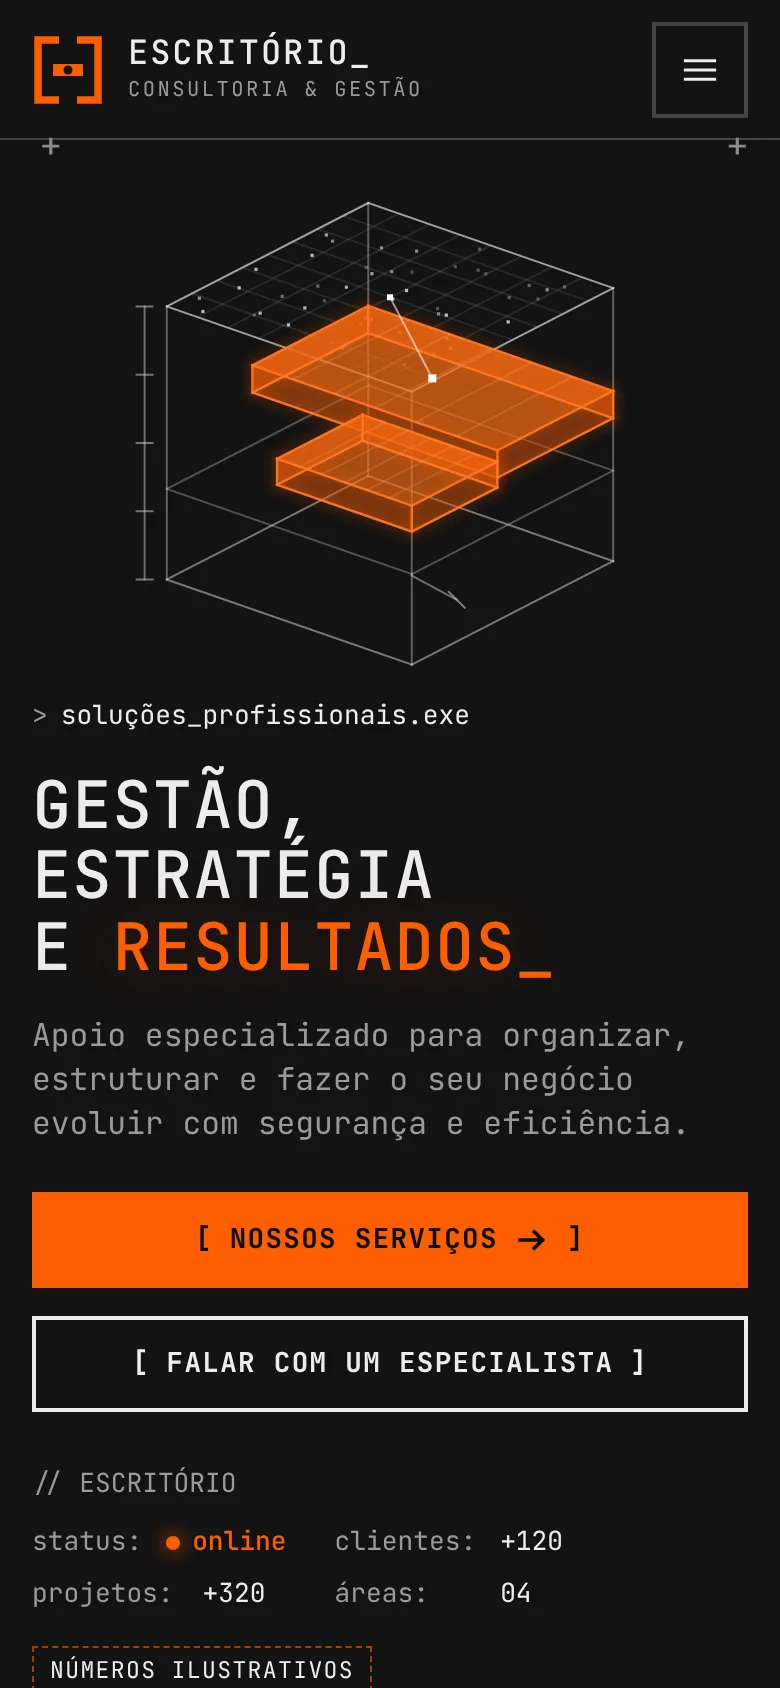 ESCRITÓRIO_
CONSULTORIA & GESTÃO
> soluções_profissionais.exe
GESTÃO,
ESTRATÉGIA
E RESULTADOS_
Apoio especializado para organizar,
estruturar e fazer o seu negócio
evoluir com segurança e eficiência.
[ NOSSOS SERVIÇOS → ]
[ FALAR COM UM ESPECIALISTA ]
// ESCRITÓRIO
status: ● online clientes: +120
projetos: +320 áreas: 04
NÚMEROS ILUSTRATIVOS